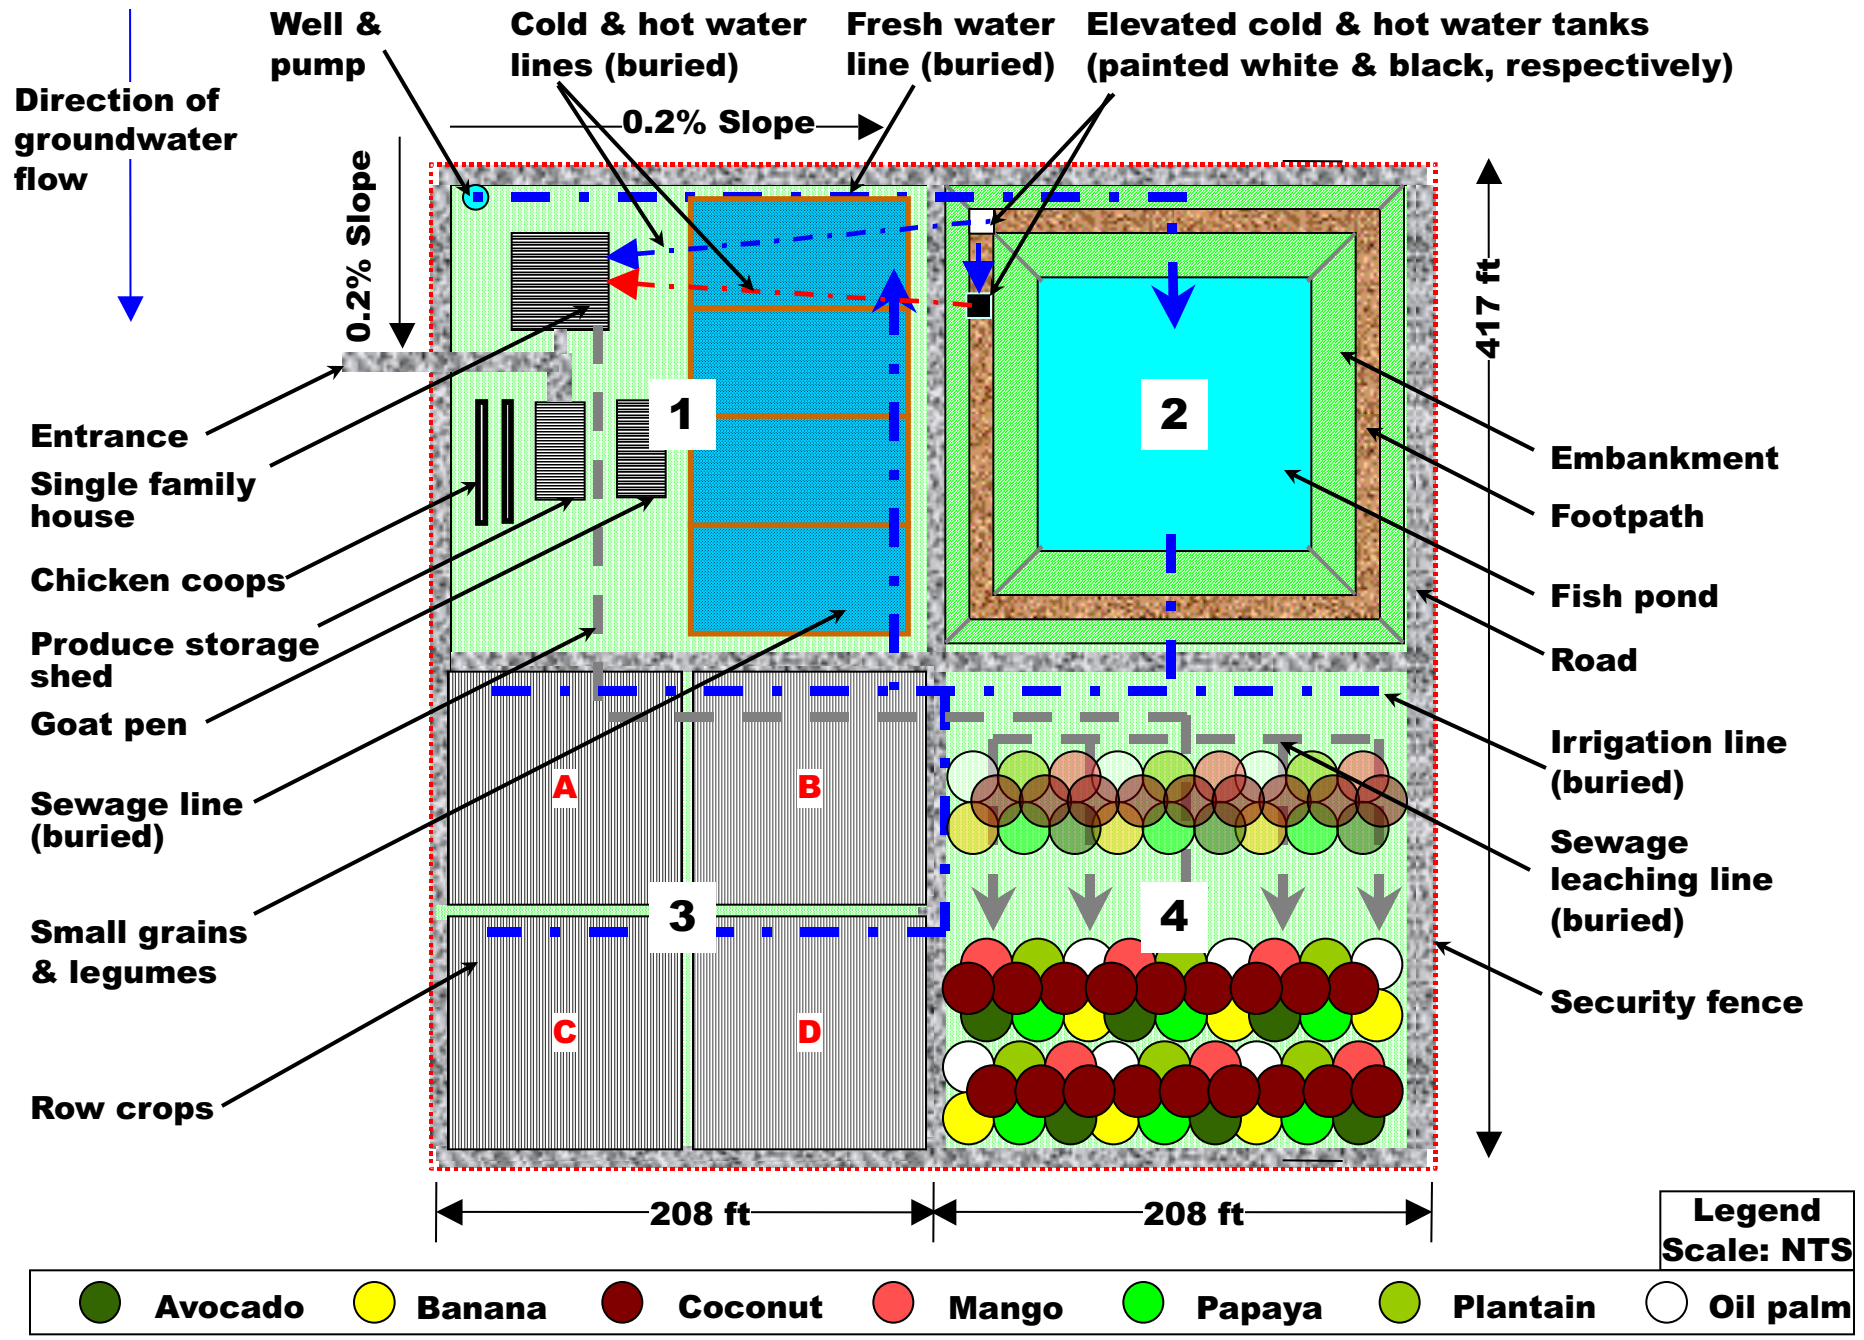 Well &
pump
Cold & hot water
lines (buried)
Fresh water
line (buried)
Elevated cold & hot water tanks
(painted white & black, respectively)
Direction of
groundwater
flow
0.2% Slope
0.2% Slope
417 ft
1
2
Entrance
Single family
house
Chicken coops
Produce storage
shed
Goat pen
Sewage line
(buried)
Small grains
& legumes
Row crops
Embankment
Footpath
Fish pond
Road
Irrigation line
(buried)
Sewage
leaching line
(buried)
Security fence
A
B
3
4
C
D
208 ft
208 ft
Legend
Scale: NTS
Avocado
Banana
Coconut
Mango
Papaya
Plantain
Oil palm